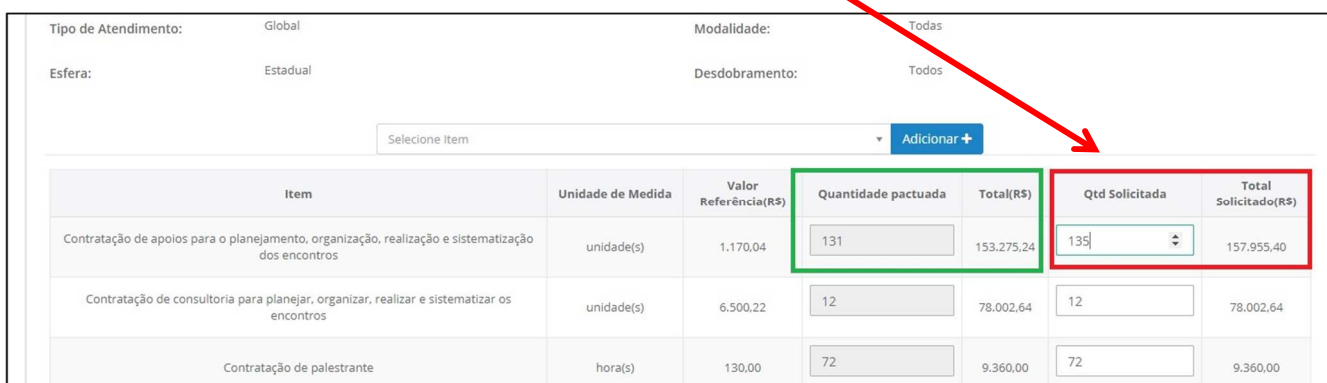 Tipo de Atendimento: Global Modalidade: Todas
Esfera: Estadual Desdobramento: Todos
Selecione Item Adicionar +
Item Unidade de Medida Valor Referência(R$) Quantidade pactuada Total(R$) Qtd Solicitada Total Solicitado(R$)
Contratação de apoios para o planejamento, organização, realização e sistematização
dos encontros
unidade(s) 1.170,04 131 153.275,24 135 157.955,40
Contratação de consultoria para planejar, organizar, realizar e sistematizar os
encontros
unidade(s) 6.500,22 12 78.002,64 12 78.002,64
Contratação de palestrante hora(s) 130,00 72 9.360,00 72 9.360,00